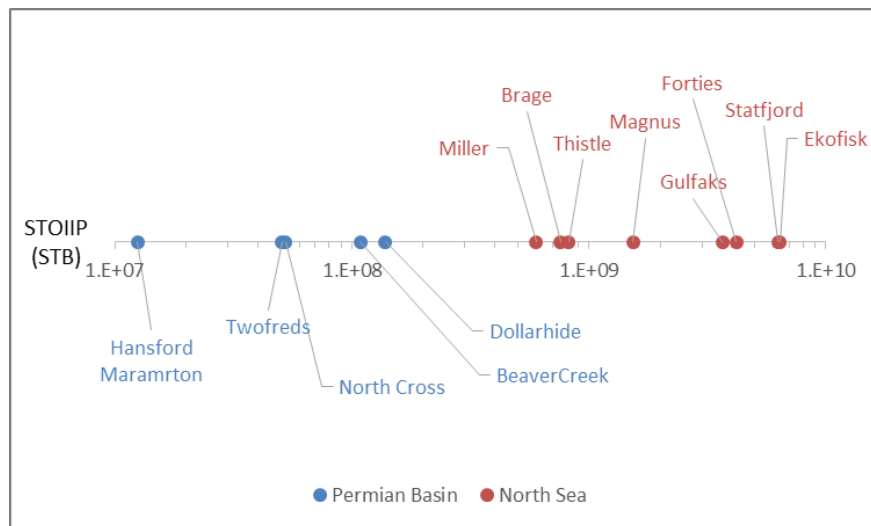 Forties
Brage
Statfjord
Magnus
Ekofisk
Miller
Thistle
Gulfaks
STOIIP
(STB)
1.E+07
1.E+08
1.E+09
1.E+10
Twofreds
Dollarhide
Hansford
Maramrton
BeaverCreek
North Cross
Permian Basin
North Sea